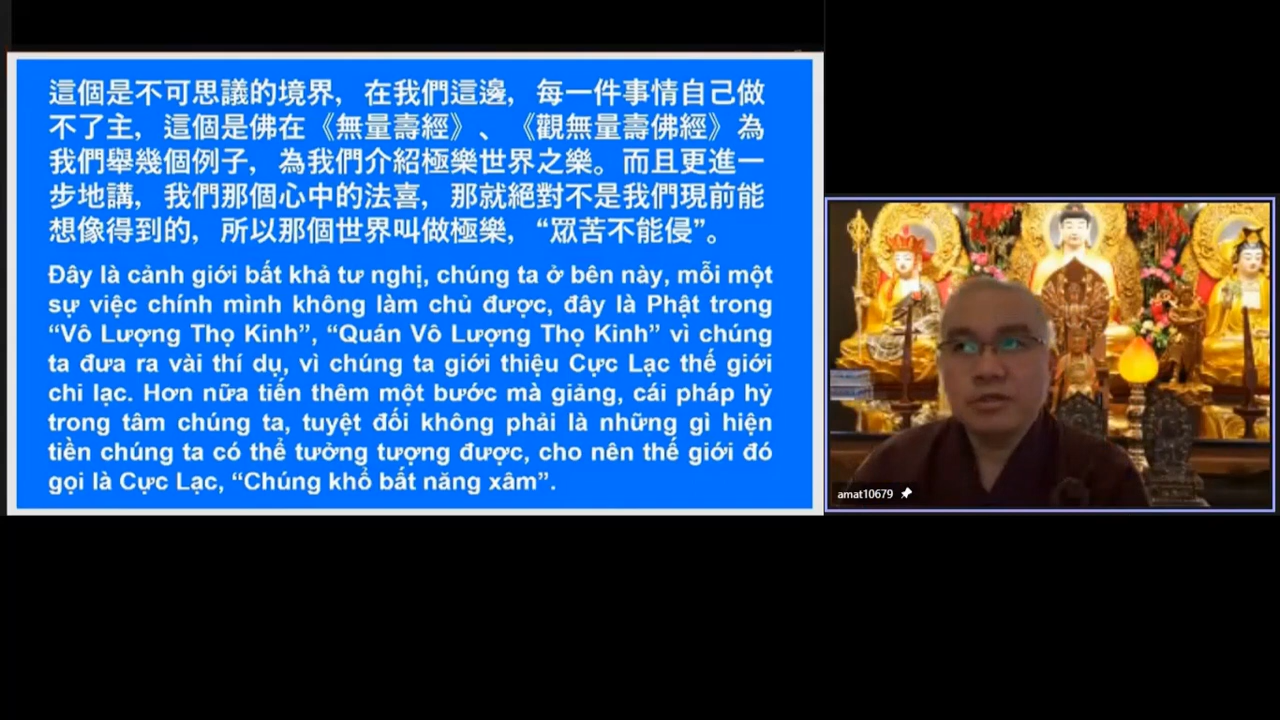 這個是不可思議的境界，在我們這邊，每一件事情自己做
不了主，這個是佛在《無量壽經》、《觀無量壽佛經》為
我們舉幾個例子，為我們介紹極樂世界之樂。而且更進一
步地講，我們那個心中的法喜，那就絕對不是我們現前能
想像得到的，所以那個世界叫做極樂，“眾苦不能侵”。
Đây là cảnh giới bất khả tư nghị, chúng ta ở bên này, mỗi một
sự việc chính mình không làm chủ được, đây là Phật trong
“Vô Lượng Thọ Kinh”, “Quán Vô Lượng Thọ Kinh” vì chúng
ta đưa ra vài thí dụ, vì chúng ta giới thiệu Cực Lạc thế giới
chi lạc. Hơn nữa tiến thêm một bước mà giảng, cái pháp hỷ
trong tâm chúng ta, tuyệt đối không phải là những gì hiện
tiền chúng ta có thể tưởng tượng được, cho nên thế giới đó
gọi là Cực Lạc, “Chúng khổ bất năng xâm”.
amat10679